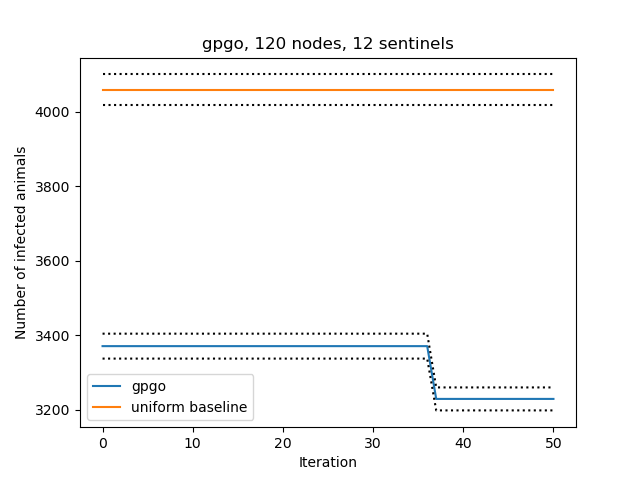 gpgo, 120 nodes, 12 sentinels
Number of infected animals
4000
3800
3600
3400
3200
gpgo
uniform baseline
0 10 20 30 40 50
Iteration